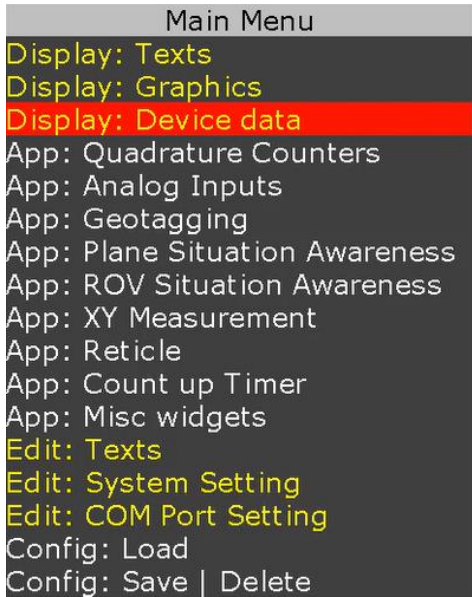 Main Menu
Display: Texts
Display: Graphics
Display: Device data
App: Quadrature Counters
App: Analog Inputs
App: Geotagging
App: Plane Situation Awareness
App: ROV Situation Awareness
App: XY Measurement
App: Reticle
App: Count up Timer
App: Misc widgets
Edit: Texts
Edit: System Setting
Edit: COM Port Setting
Config: Load
Config: Save | Delete